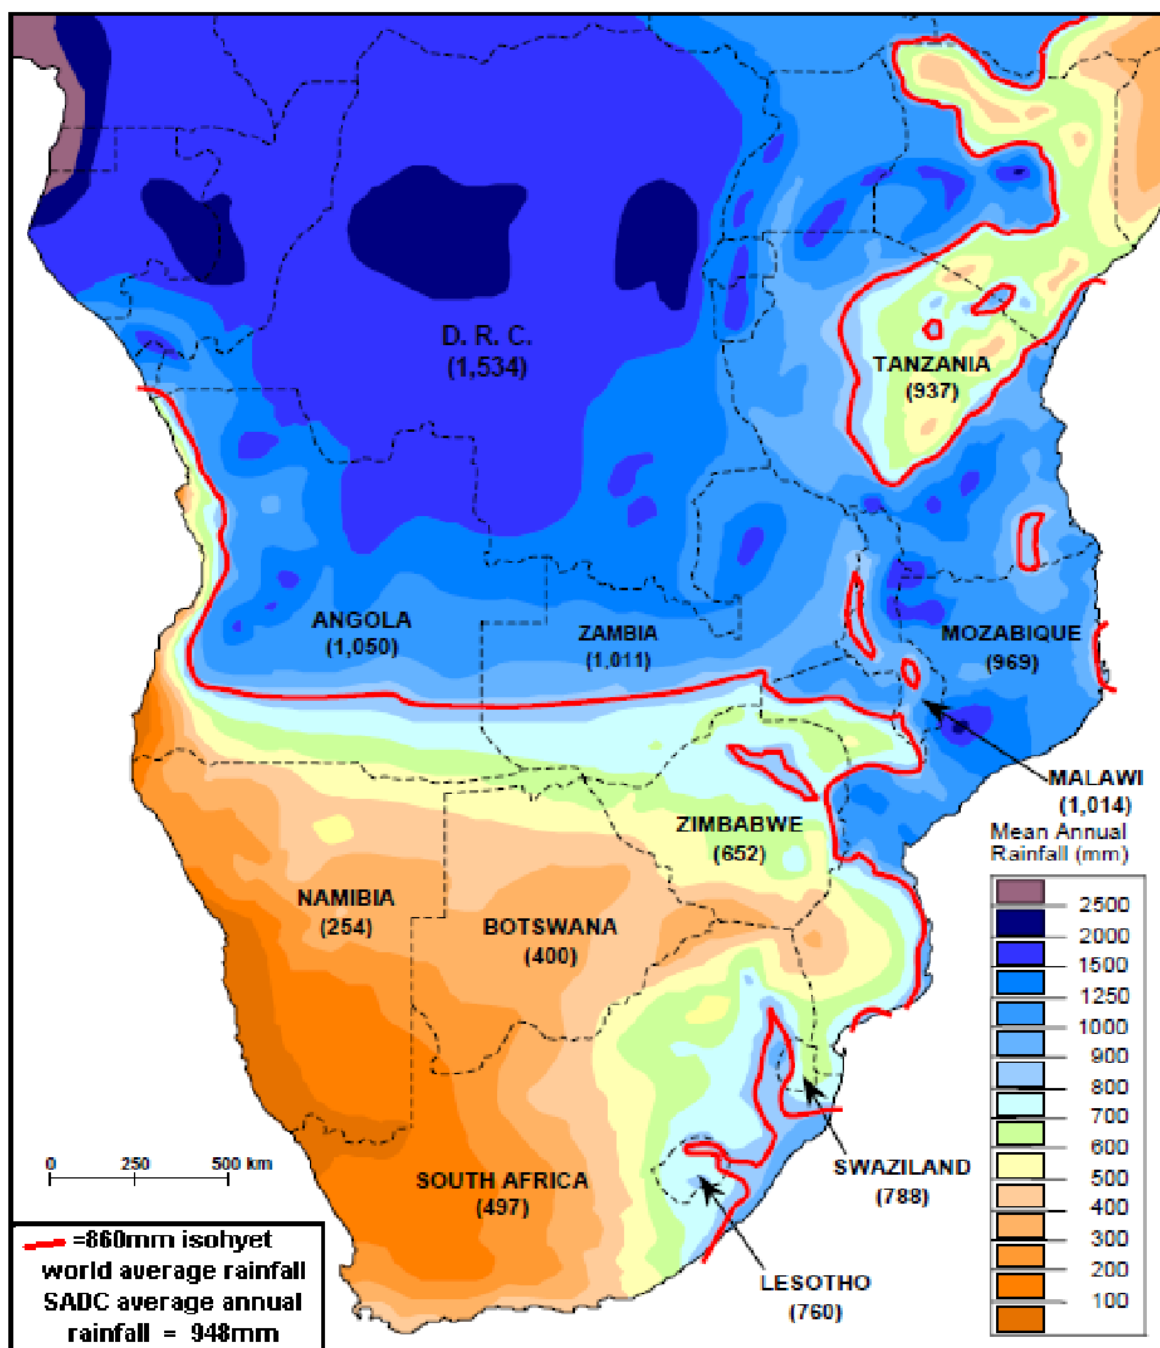 D. R. C.
(1,534)
TANZANIA
(937)
ANGOLA
(1,050)
ZAMBIA
(1,011)
MOZABIQUE
(969)
MALAWI
(1,014)
ZIMBABWE
(652)
NAMIBIA
(254)
BOTSWANA
(400)
SOUTH AFRICA
(497)
SWAZILAND
(788)
LESOTHO
(760)
Mean Annual
Rainfall (mm)
2500
2000
1500
1250
1000
900
800
700
600
500
400
300
200
100
0 250 500 km
=860mm isohyet
world average rainfall
SADC average annual
rainfall = 948mm